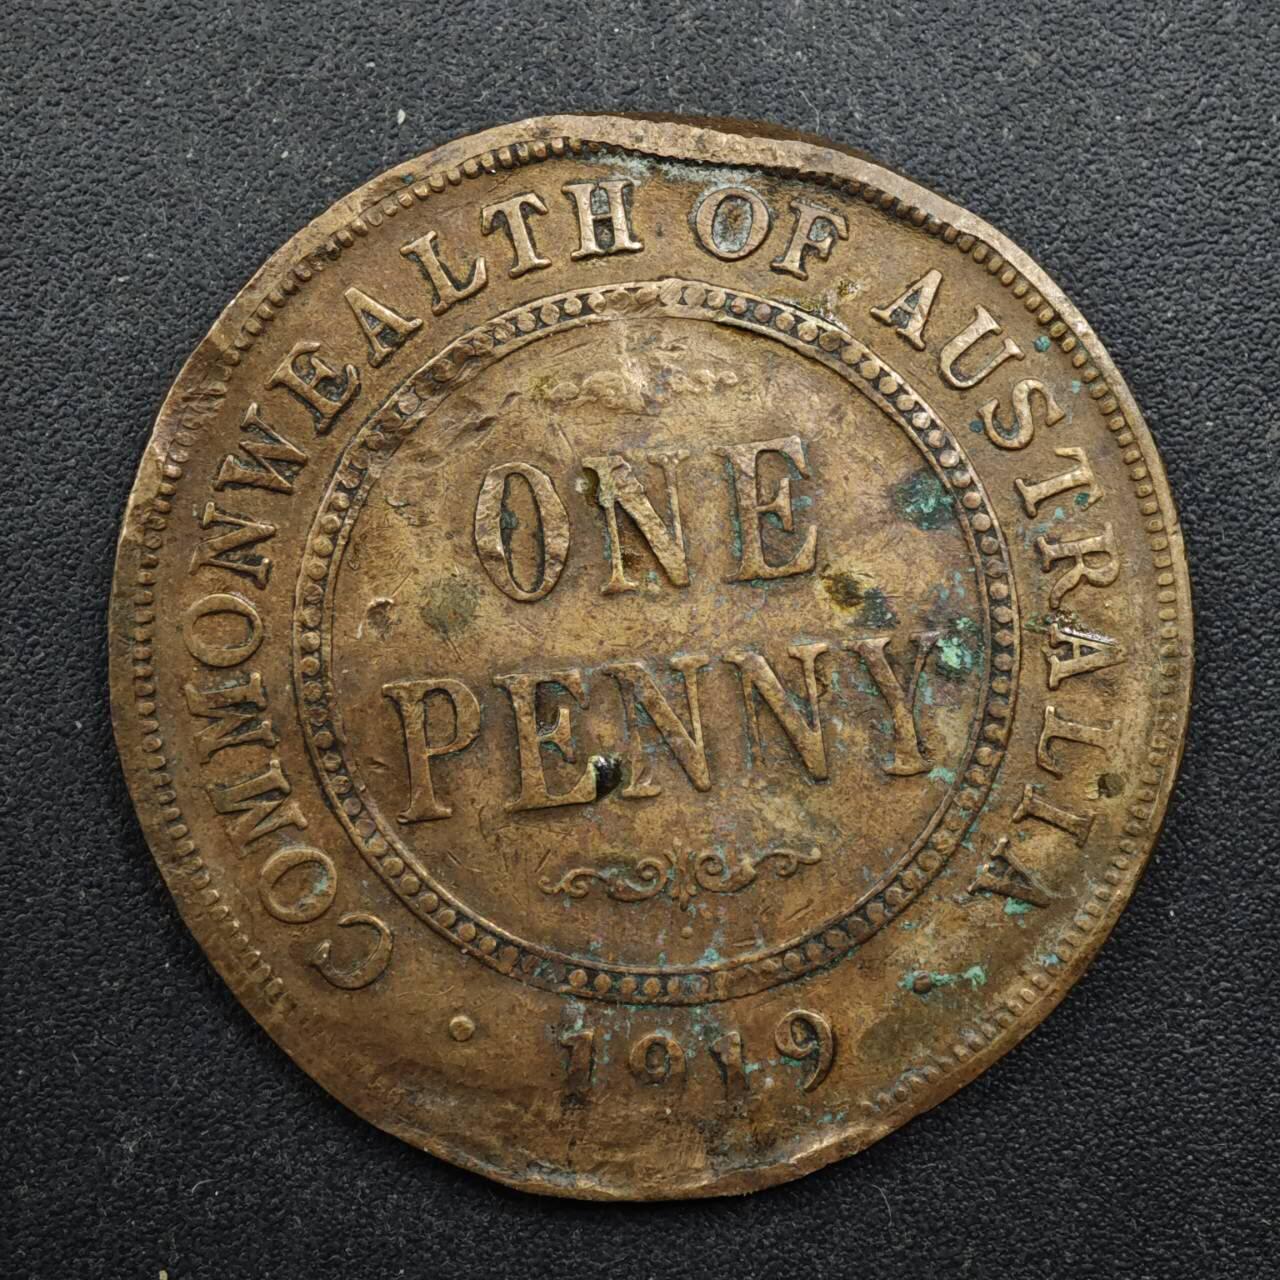 COMMONWEALTH OF AUSTRALIA
ONE
PENNY
1919